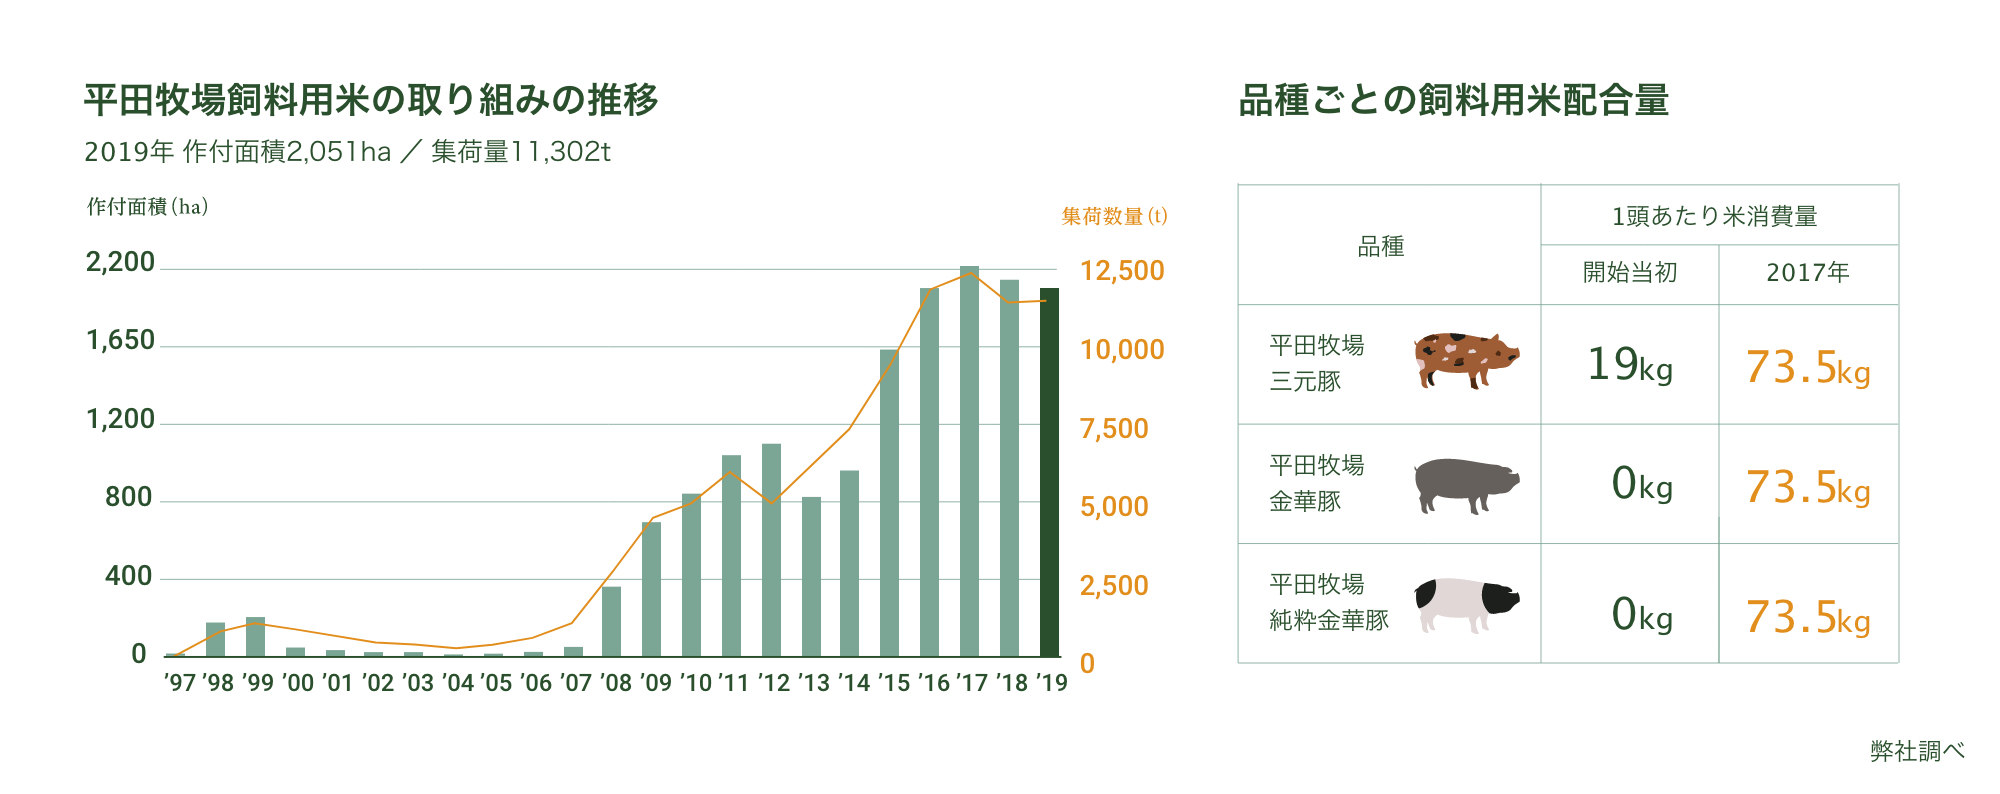 平田牧場飼料用米の取り組みの推移
2019年 作付面積2,051ha ／ 集荷量11,302t
作付面積(ha)
集荷数量(t)
2,200
1,650
1,200
800
400
0
12,500
10,000
7,500
5,000
2,500
0
’97 ’98 ’99 ’00 ’01 ’02 ’03 ’04 ’05 ’06 ’07 ’08 ’09 ’10 ’11 ’12 ’13 ’14 ’15 ’16 ’17 ’18 ’19
品種ごとの飼料用米配合量
品種
1頭あたり米消費量
開始当初 2017年
平田牧場
三元豚
19kg 73.5kg
平田牧場
金華豚
0kg 73.5kg
平田牧場
純粋金華豚
0kg 73.5kg
弊社調べ